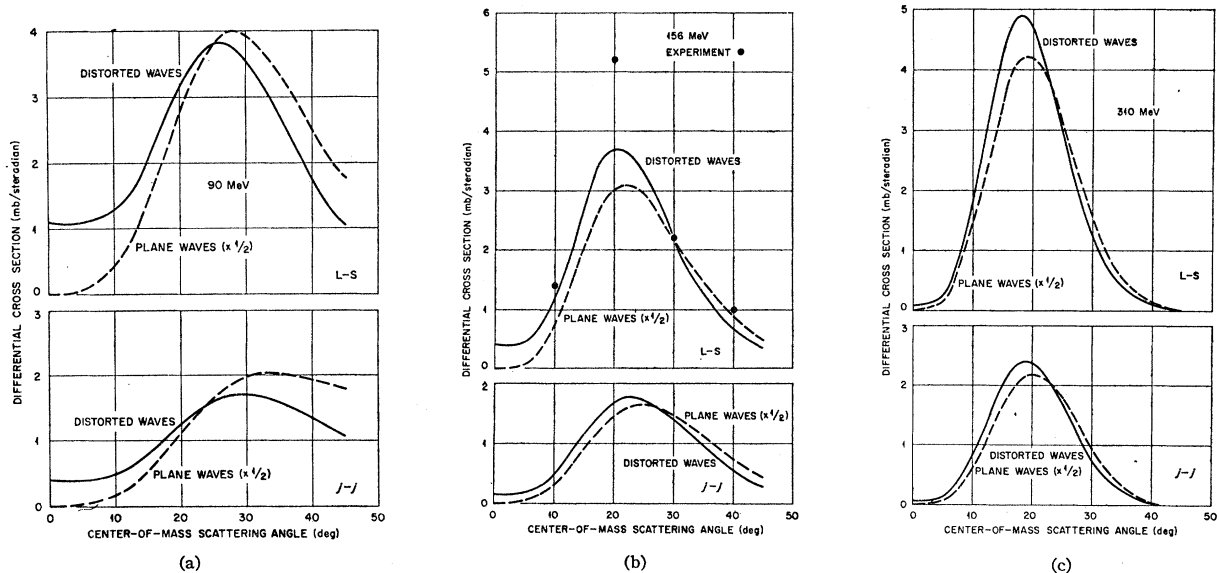 DIFFERENTIAL CROSS SECTION (mb/steradian)
4
3
2
1
0
DISTORTED WAVES
90 MeV
PLANE WAVES (x 1/2)
L-S
3
2
1
0
DISTORTED WAVES
PLANE WAVES (x 1/2)
j-j
0 10 20 30 40 50
CENTER-OF-MASS SCATTERING ANGLE (deg)
(a)
DIFFERENTIAL CROSS SECTION (mb/steradian)
6
5
4
3
2
1
0
156 MeV
EXPERIMENT
DISTORTED WAVES
PLANE WAVES (x 1/2)
L-S
2
1
0
PLANE WAVES (x 1/2)
DISTORTED WAVES
j-j
0 10 20 30 40 50
CENTER-OF-MASS SCATTERING ANGLE (deg)
(b)
DIFFERENTIAL CROSS SECTION (mb/steradian)
5
4
3
2
1
0
DISTORTED WAVES
310 MeV
PLANE WAVES (x 1/2)
L-S
3
2
1
0
DISTORTED WAVES
PLANE WAVES (x 1/2)
j-j
0 10 20 30 40 50
CENTER-OF-MASS SCATTERING ANGLE (deg)
(c)